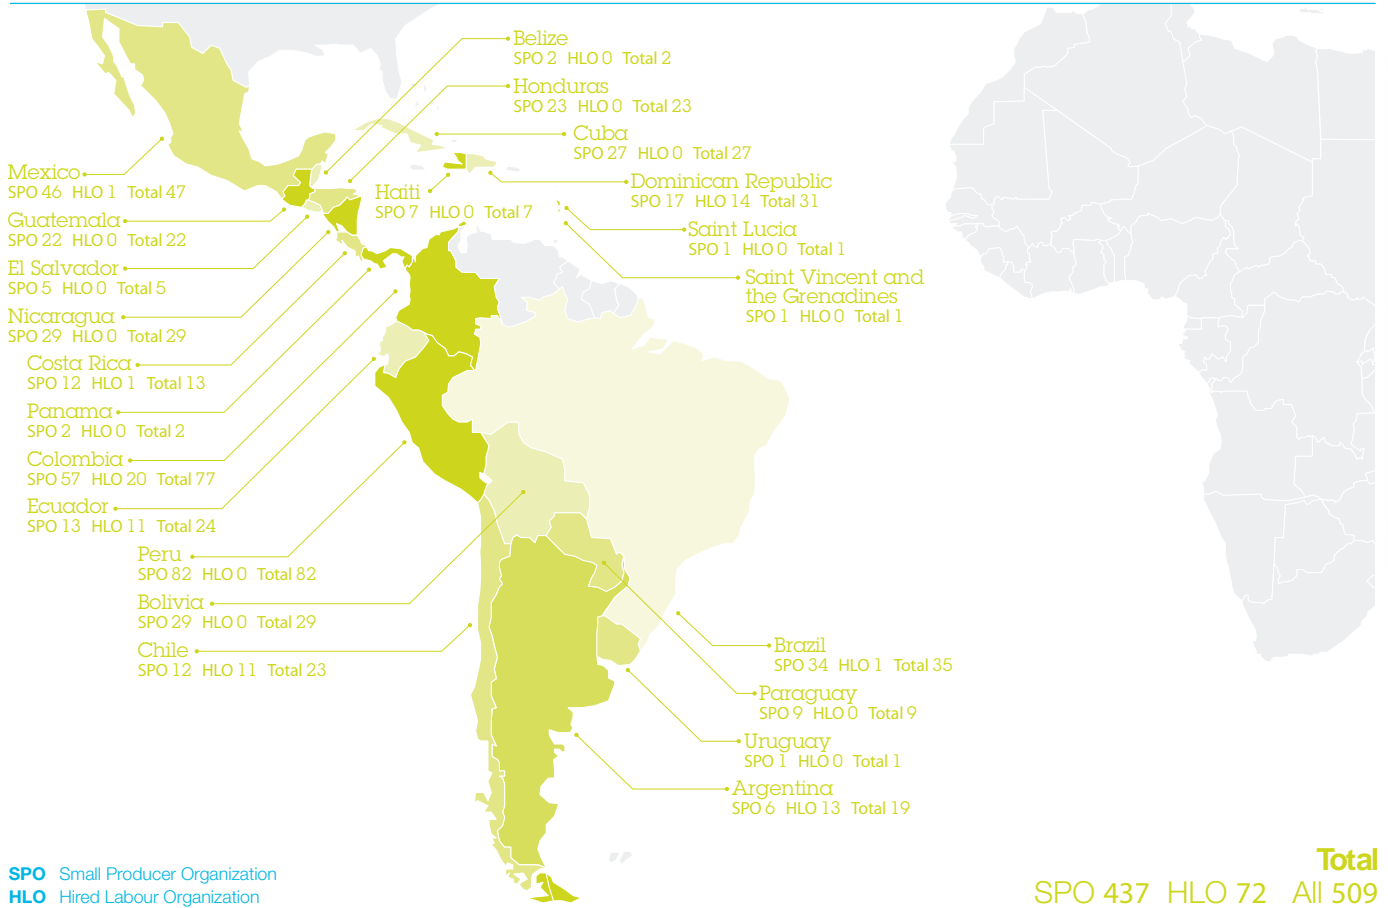 Belize
SPO 2 HLO 0 Total 2
Honduras
SPO 23 HLO 0 Total 23
Cuba
SPO 27 HLO 0 Total 27
Dominican Republic
SPO 17 HLO 14 Total 31
Haiti
SPO 7 HLO 0 Total 7
Saint Lucia
SPO 1 HLO 0 Total 1
Saint Vincent and
the Grenadines
SPO 1 HLO 0 Total 1
Mexico
SPO 46 HLO 1 Total 47
Guatemala
SPO 22 HLO 0 Total 22
El Salvador
SPO 5 HLO 0 Total 5
Nicaragua
SPO 29 HLO 0 Total 29
Costa Rica
SPO 12 HLO 1 Total 13
Panama
SPO 2 HLO 0 Total 2
Colombia
SPO 57 HLO 20 Total 77
Ecuador
SPO 13 HLO 11 Total 24
Peru
SPO 82 HLO 0 Total 82
Bolivia
SPO 29 HLO 0 Total 29
Chile
SPO 12 HLO 11 Total 23
Brazil
SPO 34 HLO 1 Total 35
Paraguay
SPO 9 HLO 0 Total 9
Uruguay
SPO 1 HLO 0 Total 1
Argentina
SPO 6 HLO 13 Total 19
SPO Small Producer Organization
HLO Hired Labour Organization
Total
SPO 437 HLO 72 All 509